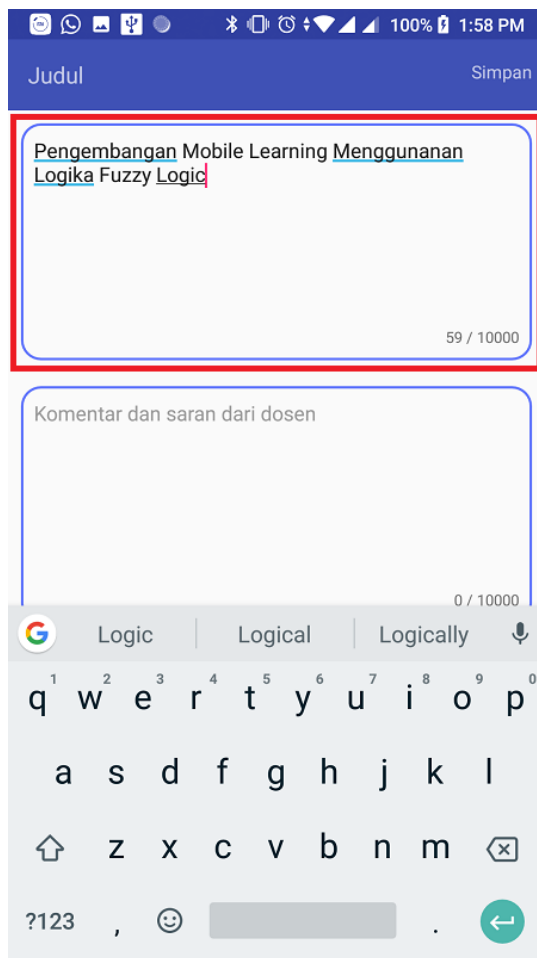 100% 1:58 PM
Judul
Simpan
Pengembangan Mobile Learning Menggunanan
Logika Fuzzy Logic
59 / 10000
Komentar dan saran dari dosen
0 / 10000
G Logic Logical Logically
1 2 3 4 5 6 7 8 9 0
q w e r t y u i o p
a s d f g h j k l
z x c v b n m
?123 , .